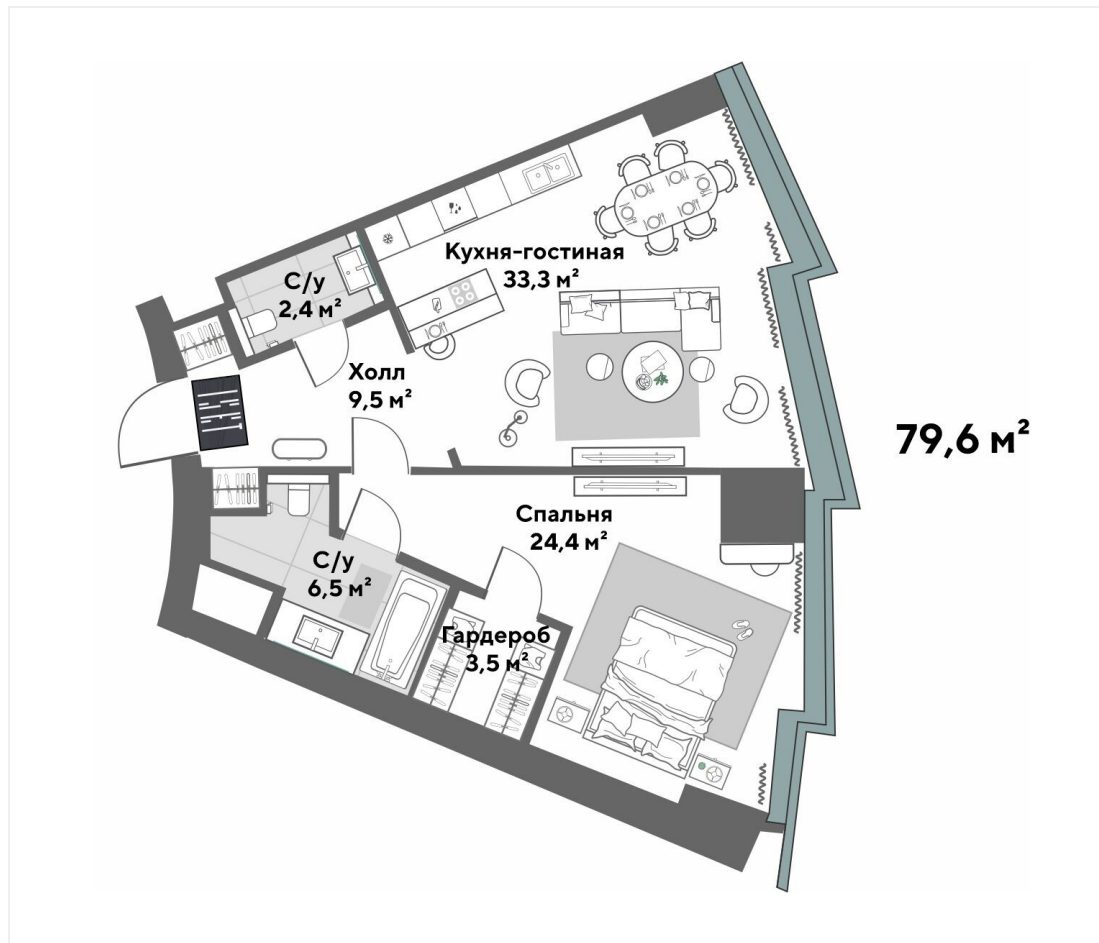 Кухня-гостиная
33,3 м²
С/у
2,4 м²
Холл
9,5 м²
79,6 м²
Спальня
24,4 м²
С/у
6,5 м²
Гардероб
3,5 м²